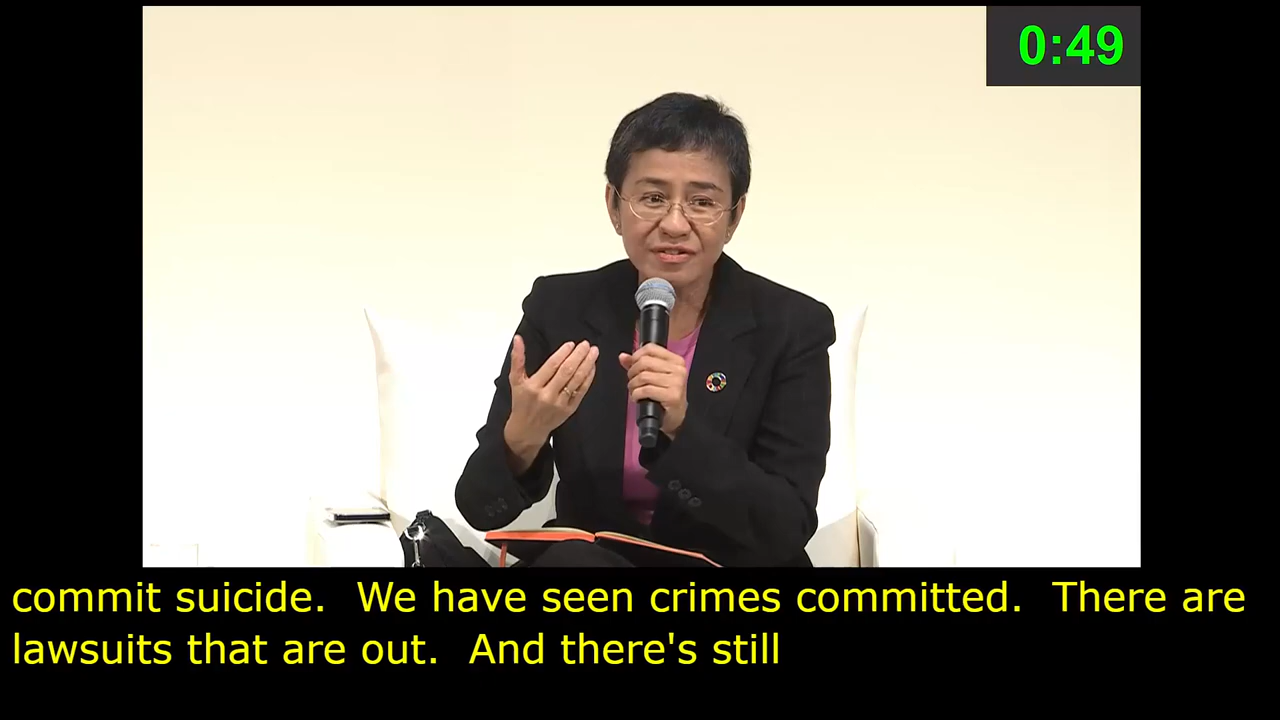 0:49
commit suicide.  We have seen crimes committed.  There are
lawsuits that are out.  And there's still